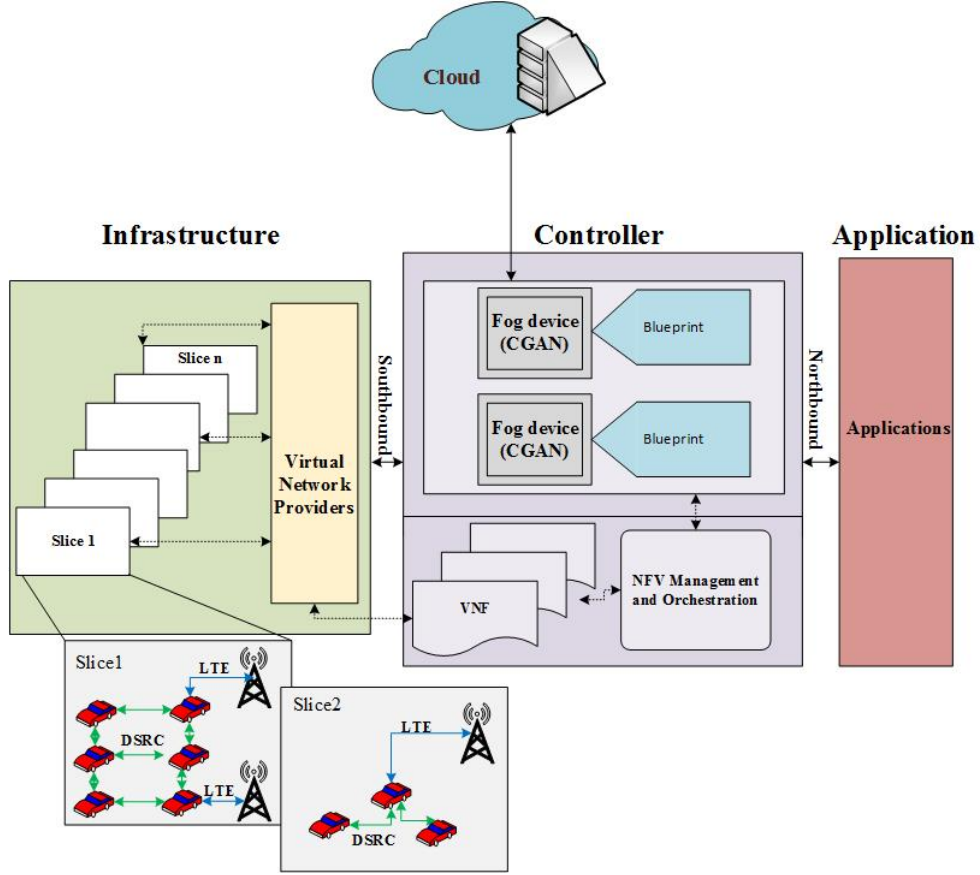 Cloud
Infrastructure
Controller
Application
Slice n
Slice 1
Virtual
Network
Providers
Southbound
Fog device
(CGAN)
Blueprint
Fog device
(CGAN)
Blueprint
Northbound
Applications
VNF
NFV Management
and Orchestration
Slice1
LTE
DSRC
LTE
Slice2
LTE
DSRC